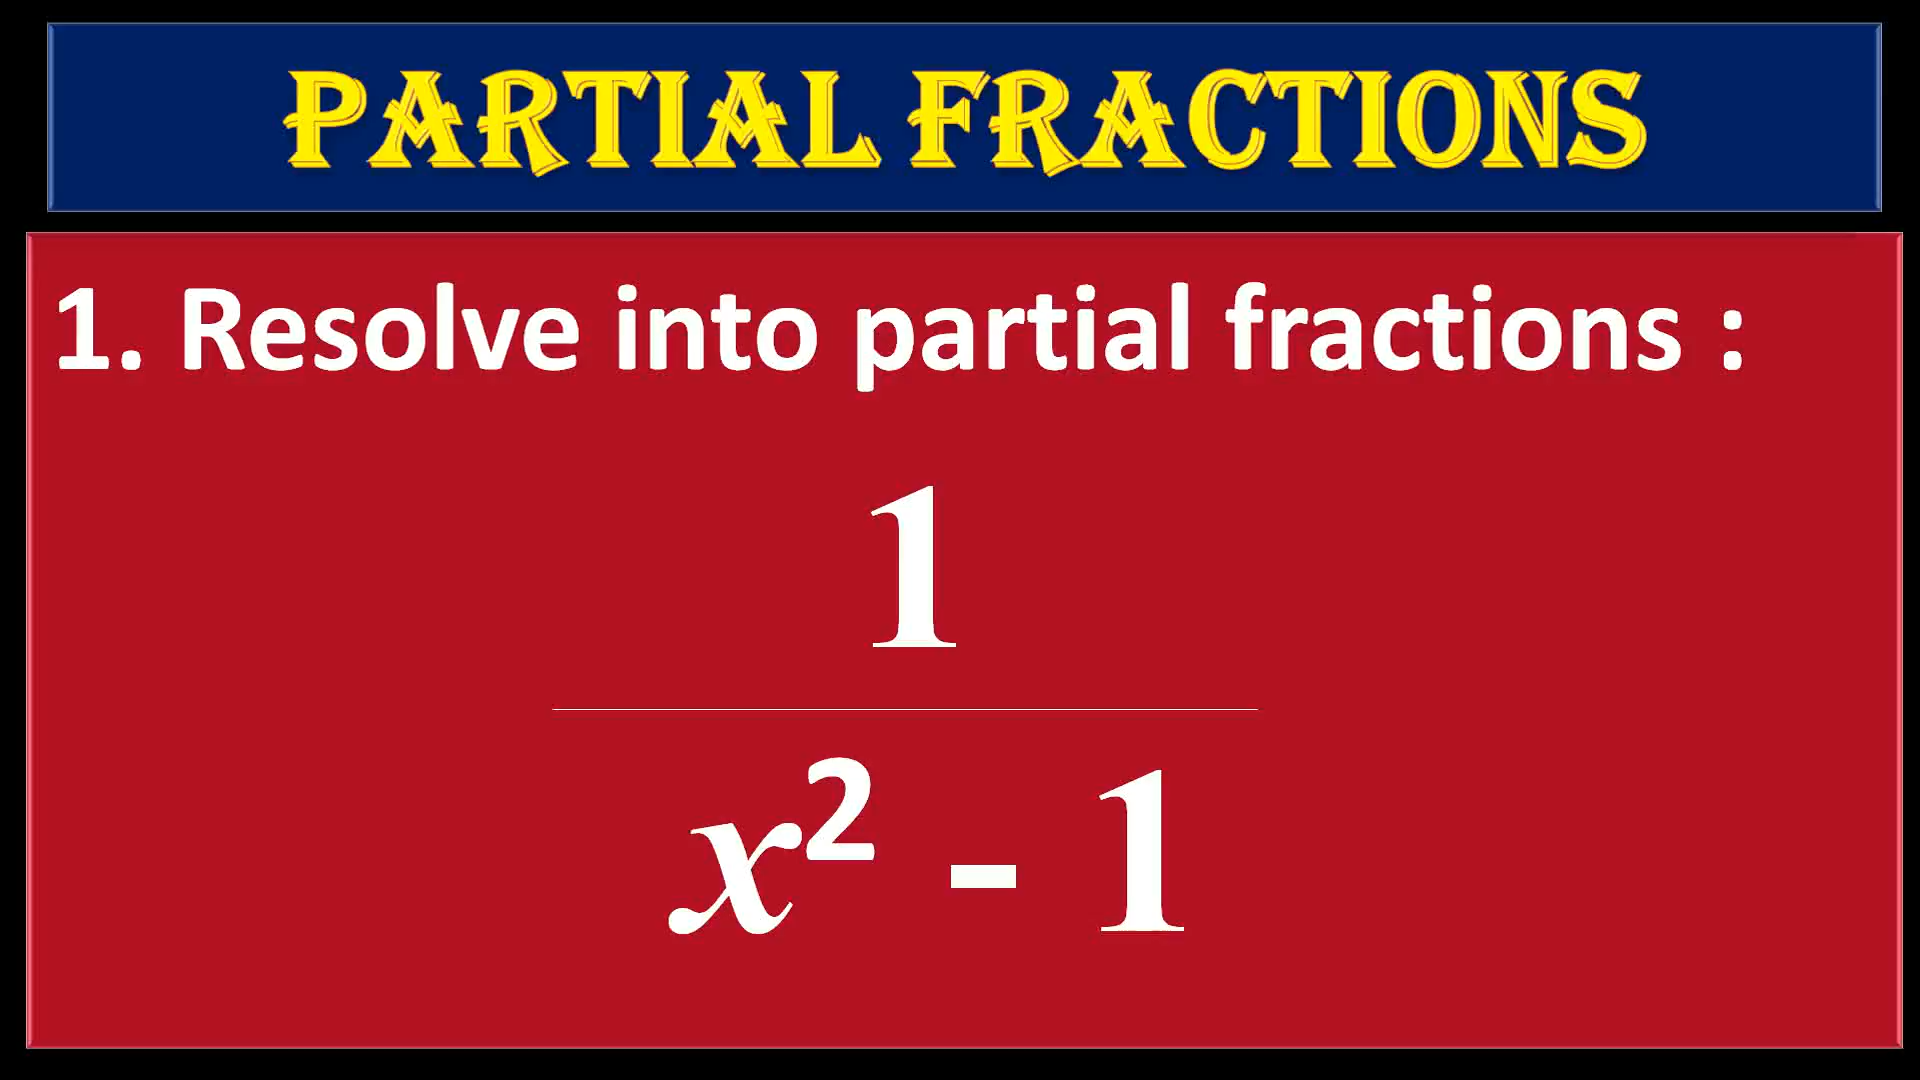 PARTIAL FRACTIONS
1. Resolve into partial fractions :
1
x² - 1